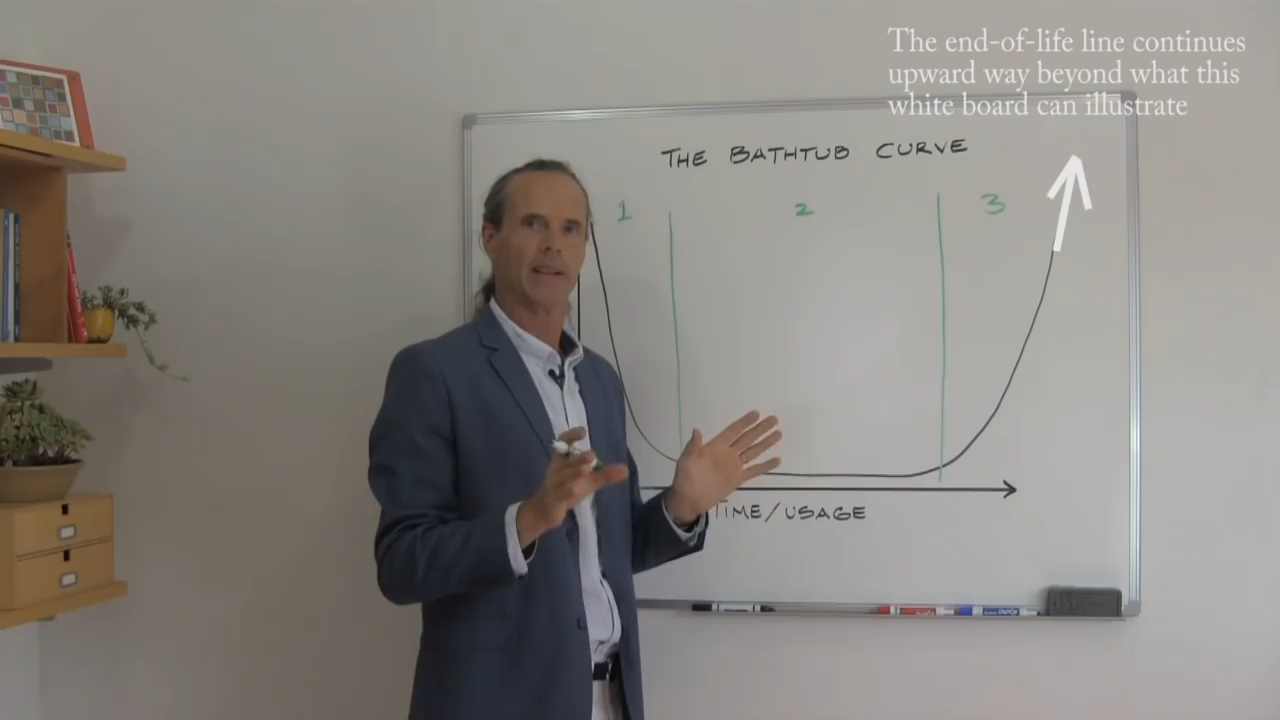 The end-of-life line continues
upward way beyond what this
white board can illustrate
THE BATHTUB CURVE
1 2 3
TIME/USAGE